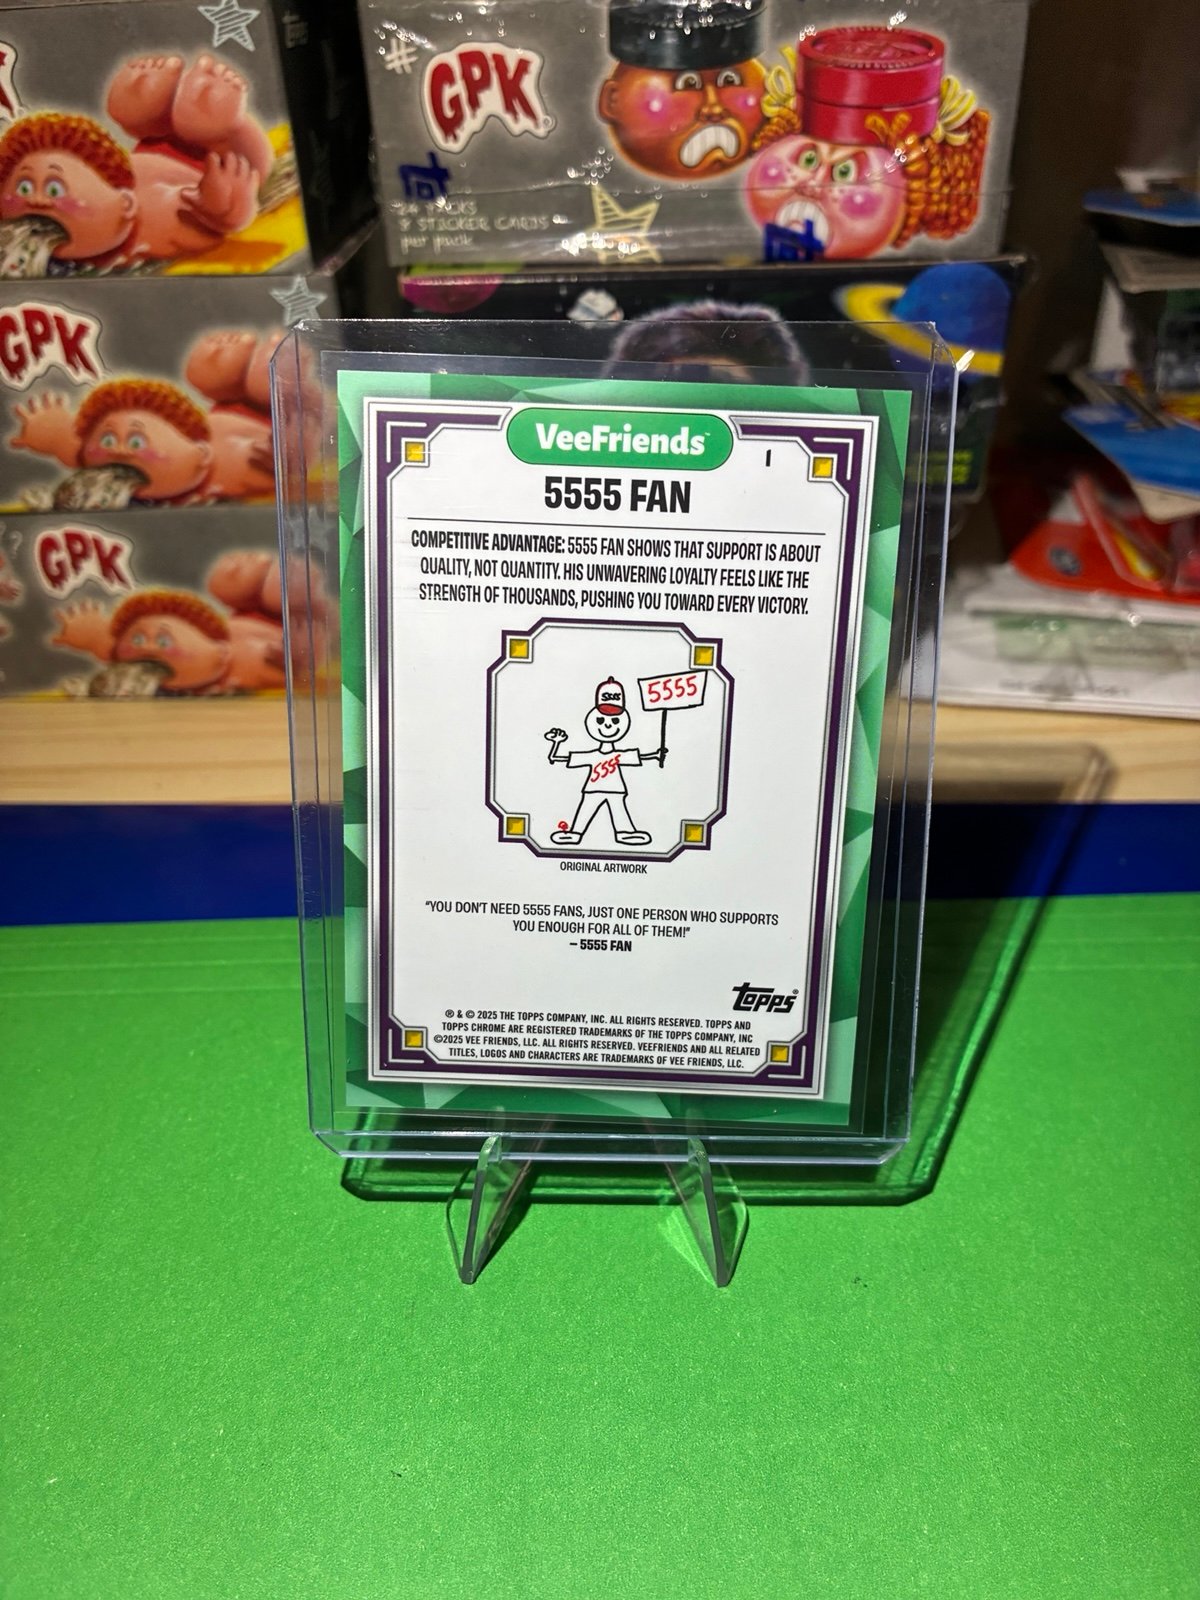 GPK
24 PACKS
8 STICKER CARDS
per pack
GPK
GPK
VeeFriends™
1
5555 FAN
COMPETITIVE ADVANTAGE: 5555 FAN SHOWS THAT SUPPORT IS ABOUT
QUALITY, NOT QUANTITY. HIS UNWAVERING LOYALTY FEELS LIKE THE
STRENGTH OF THOUSANDS, PUSHING YOU TOWARD EVERY VICTORY.
5555
5555
5555
ORIGINAL ARTWORK
"YOU DON'T NEED 5555 FANS, JUST ONE PERSON WHO SUPPORTS
YOU ENOUGH FOR ALL OF THEM!"
– 5555 FAN
topps®
® & © 2025 THE TOPPS COMPANY, INC. ALL RIGHTS RESERVED. TOPPS AND
TOPPS CHROME ARE REGISTERED TRADEMARKS OF THE TOPPS COMPANY, INC
©2025 VEE FRIENDS, LLC. ALL RIGHTS RESERVED. VEEFRIENDS AND ALL RELATED
TITLES, LOGOS AND CHARACTERS ARE TRADEMARKS OF VEE FRIENDS, LLC.